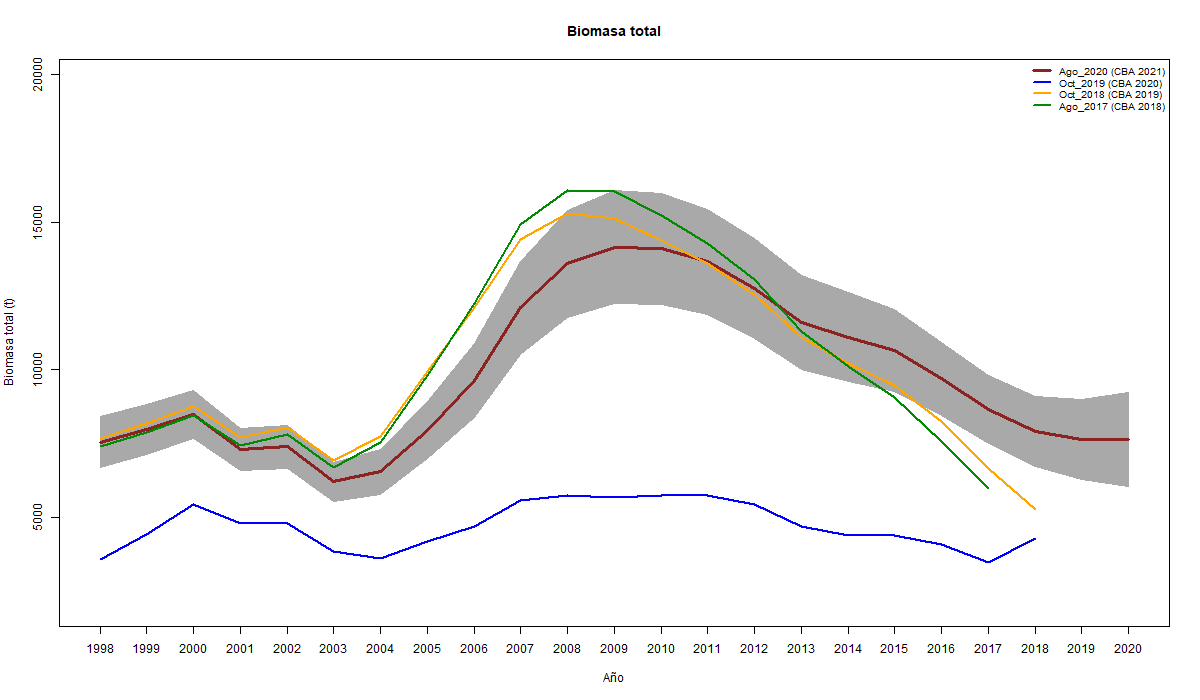 Biomasa total
Ago_2020 (CBA 2021)
Oct_2019 (CBA 2020)
Oct_2018 (CBA 2019)
Ago_2017 (CBA 2018)
Biomasa total (t)
20000
15000
10000
5000
1998 1999 2000 2001 2002 2003 2004 2005 2006 2007 2008 2009 2010 2011 2012 2013 2014 2015 2016 2017 2018 2019 2020
Año